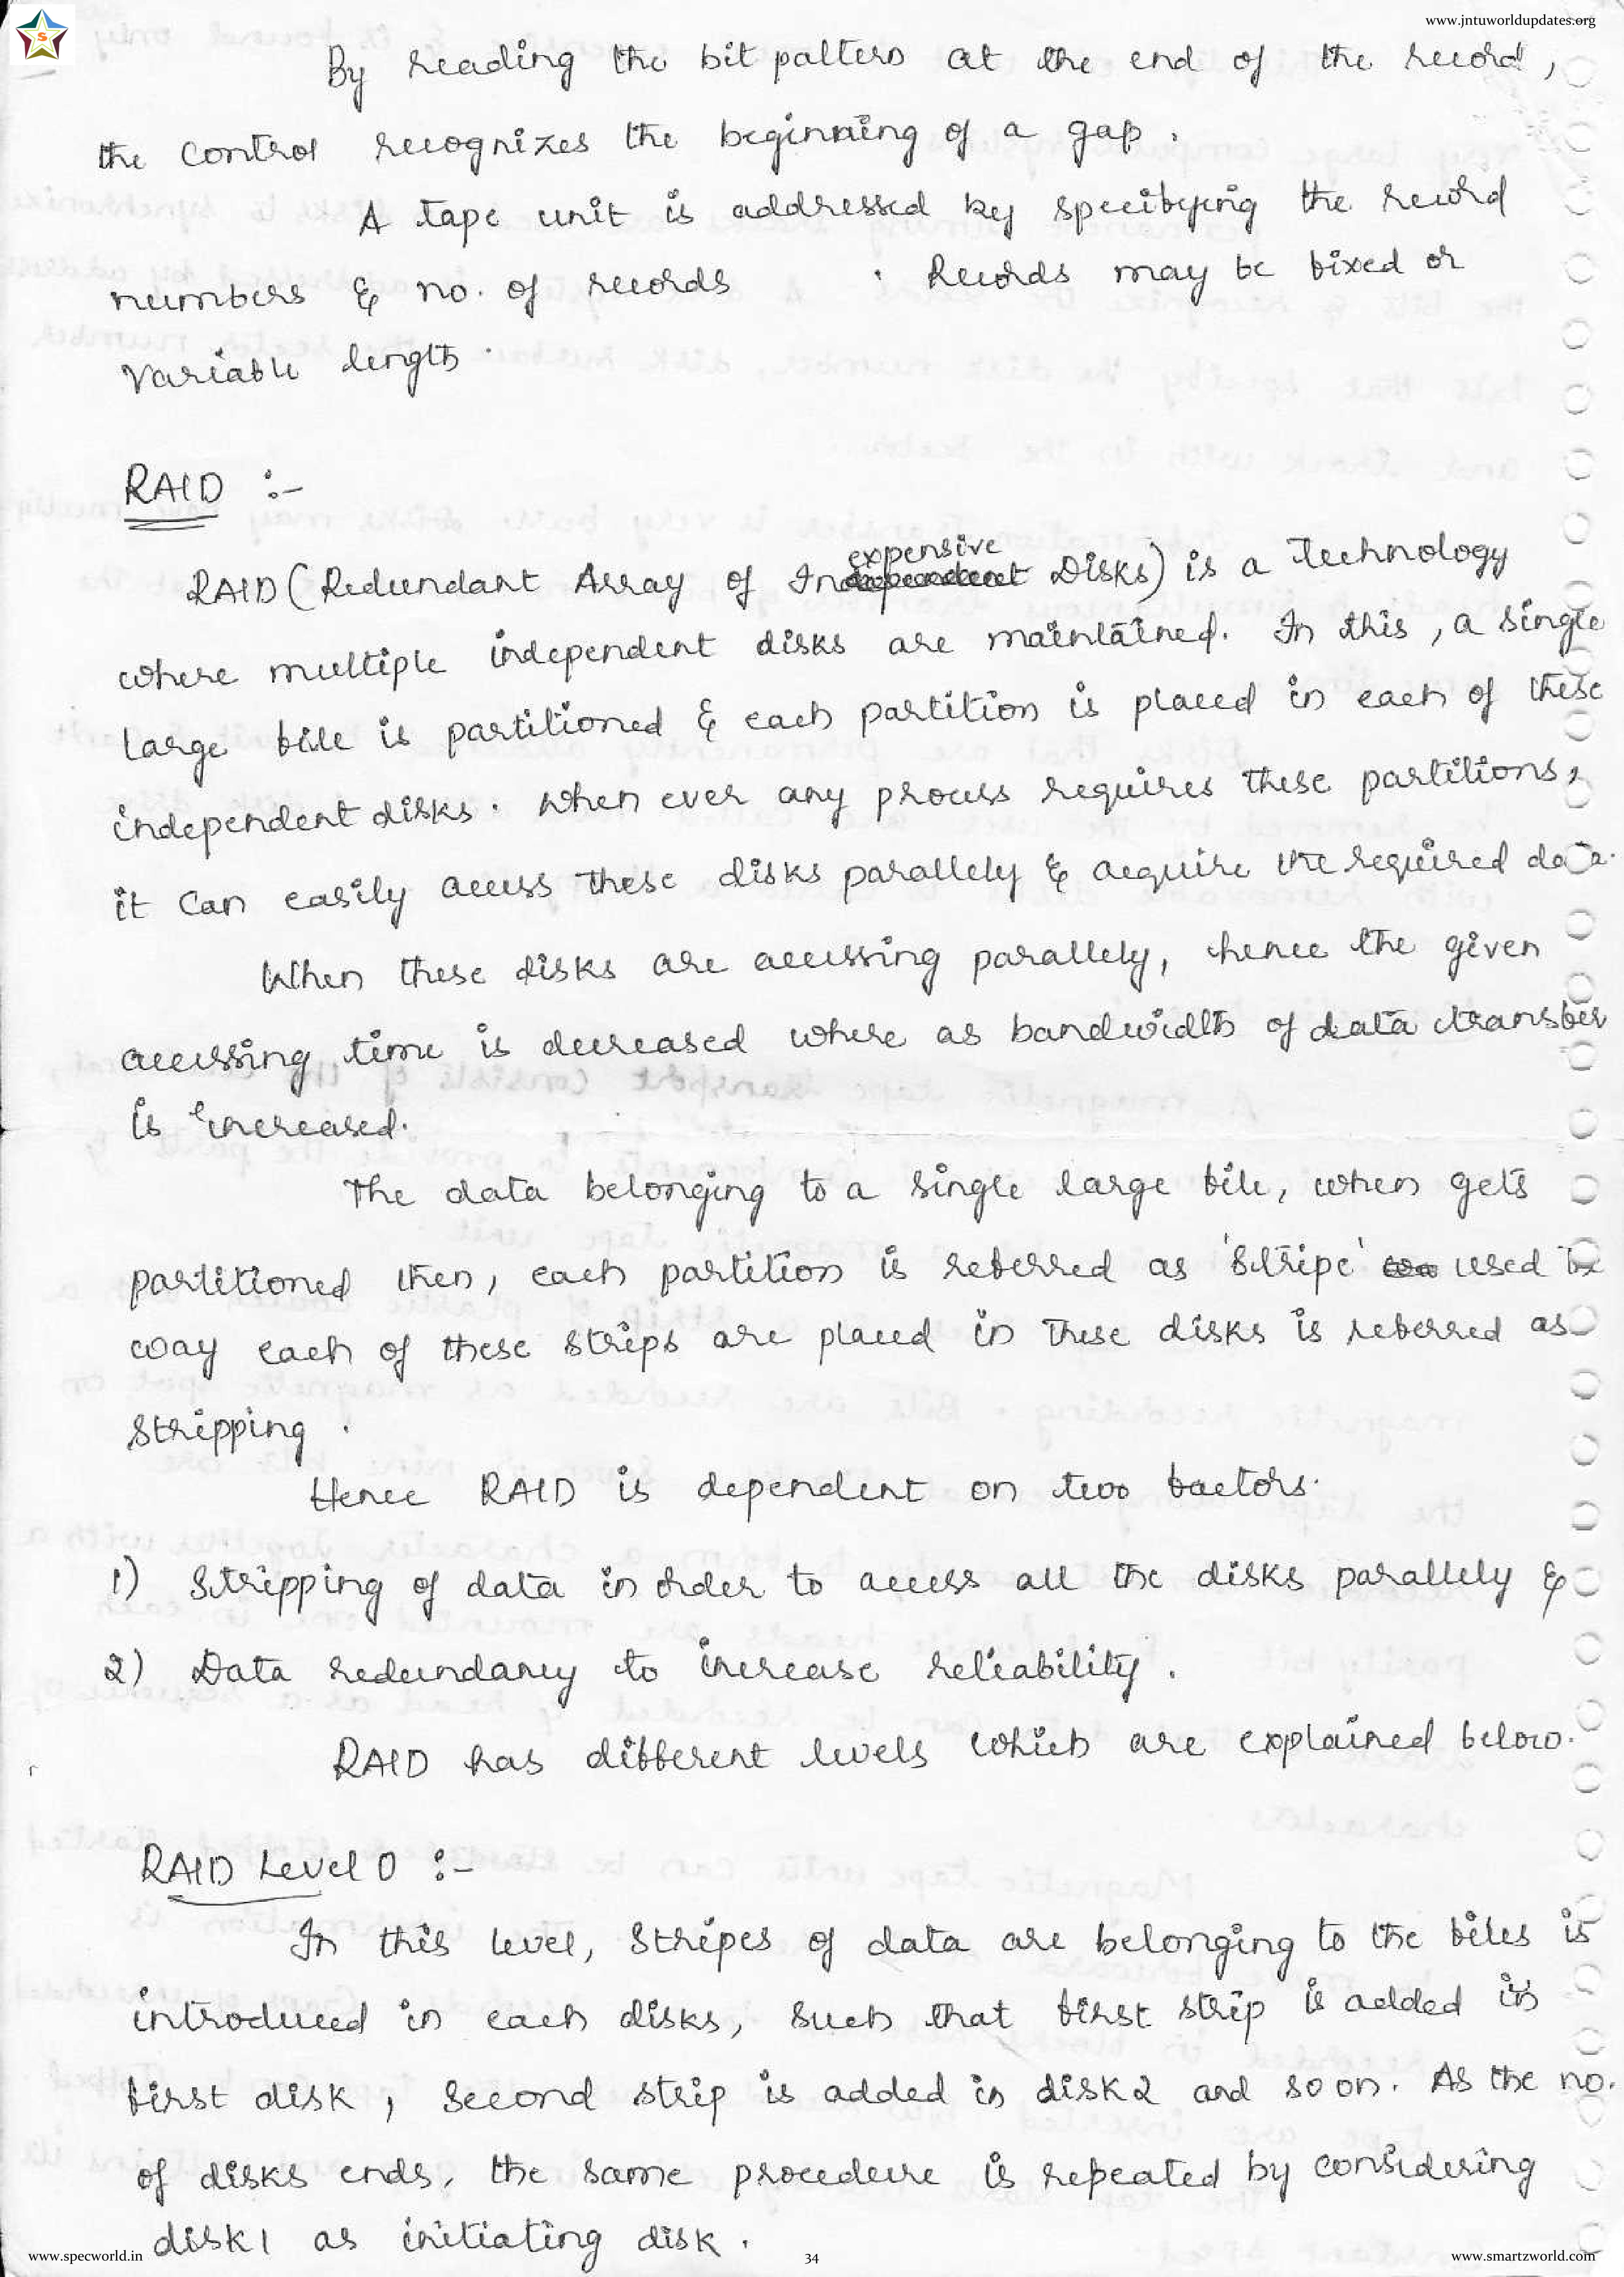 www.jntuworldupdates.org
S
By reading the bit pattern at the end of the record,
the control recognizes the beginning of a gap.
A tape unit is addressed by specifying the record
numbers & no. of records . Records may be fixed or
variable length.
RAID :-
expensive
RAID (Redundant Array of Independent Disks) is a Technology
where multiple independent disks are maintained. In this, a single
large file is partitioned & each partition is placed in each of these
independent disks. When ever any process requires these partitions,
it can easily access these disks parallely & acquire the required data.
When these disks are accessing parallely, hence the given
accessing time is decreased where as bandwidth of data transfer
is increased.
The data belonging to a single large file, when gets
partitioned then, each partition is referred as 'stripe' used
way each of these strips are placed in these disks is referred as
stripping.
Hence RAID is dependent on two factors.
1) Stripping of data in order to access all the disks parallely &
2) Data redundancy to increase reliability.
RAID has different levels which are explained below.
RAID Level 0 :-
In this level, stripes of data are belonging to the files is
introduced in each disks, such that first strip is added in
first disk, second strip is added in disk 2 and so on. As the no.
of disks ends, the same procedure is repeated by considering
disk 1 as initiating disk.
www.specworld.in
34
www.smartzworld.com